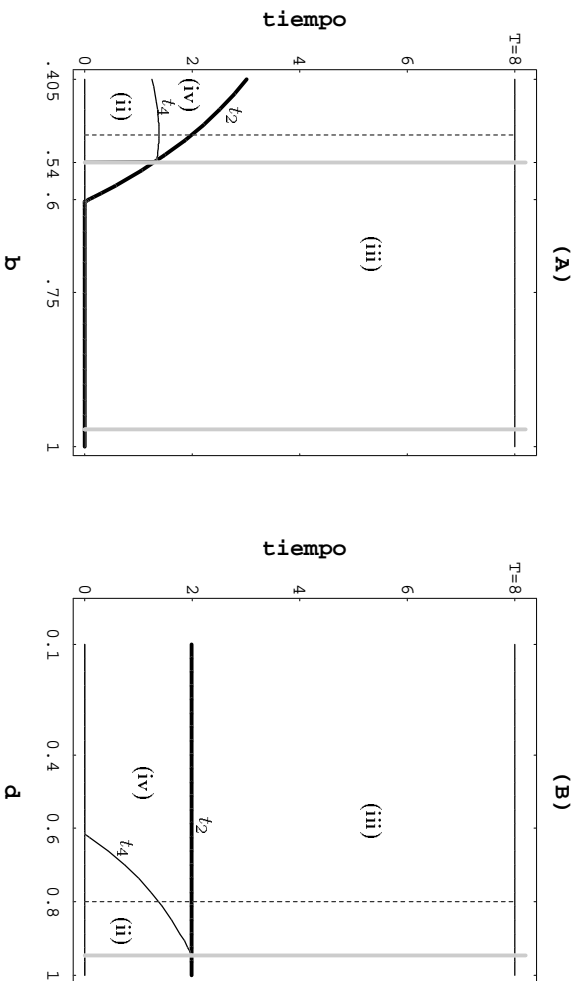 (A)
tiempo
T=8
6
4
2
0
(iii)
(iv)
(ii)
t₂
t₄
.405
.54
.6
.75
1
b
(B)
tiempo
T=8
6
4
2
0
(iii)
(iv)
(ii)
t₂
t₄
0.1
0.4
0.6
0.8
1
d